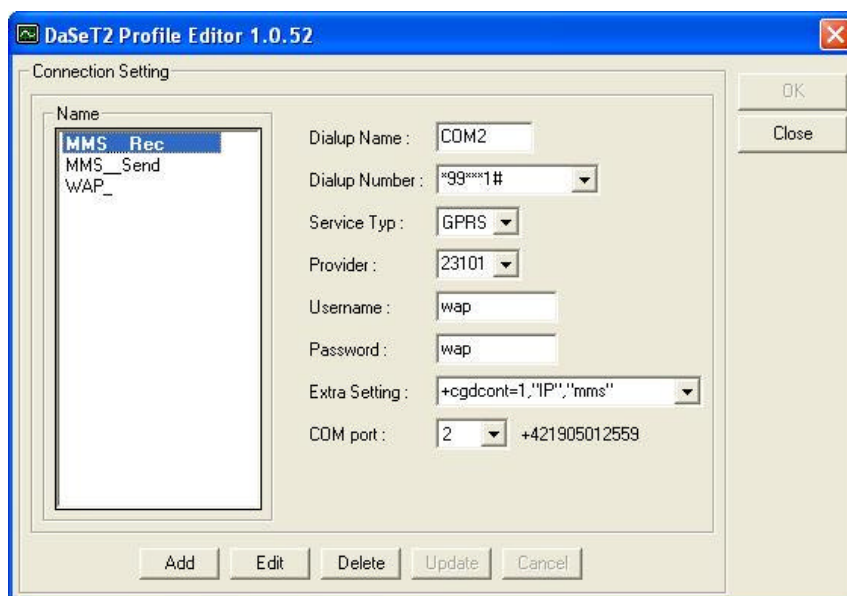 DaSeT2 Profile Editor 1.0.52
Connection Setting
OK
Close
Name
MMS__Rec
MMS__Send
WAP_
Dialup Name : COM2
Dialup Number : *99***1#
Service Typ : GPRS
Provider : 23101
Username : wap
Password : wap
Extra Setting : +cgdcont=1,"IP","mms"
COM port : 2 +421905012559
Add Edit Delete Update Cancel